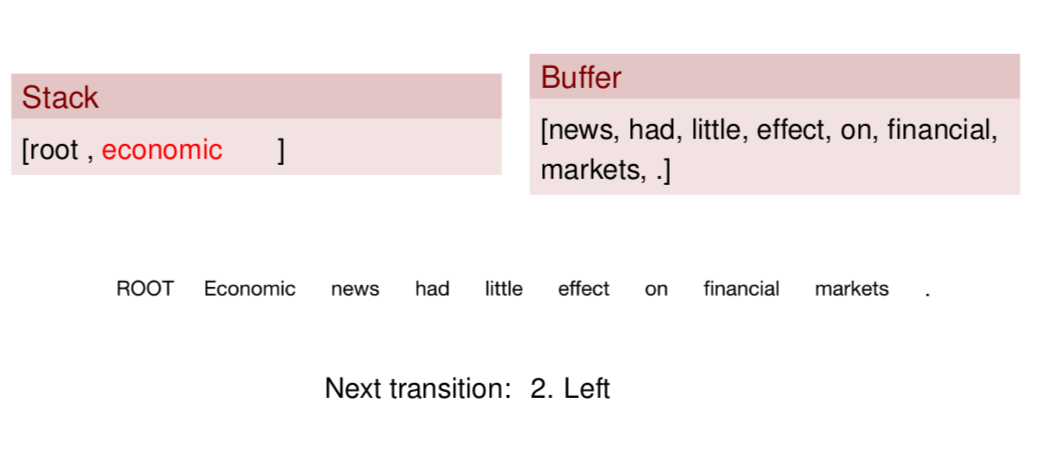 Stack
[root , economic ]
Buffer
[news, had, little, effect, on, financial,
markets, .]
ROOT Economic news had little effect on financial markets .
Next transition: 2. Left